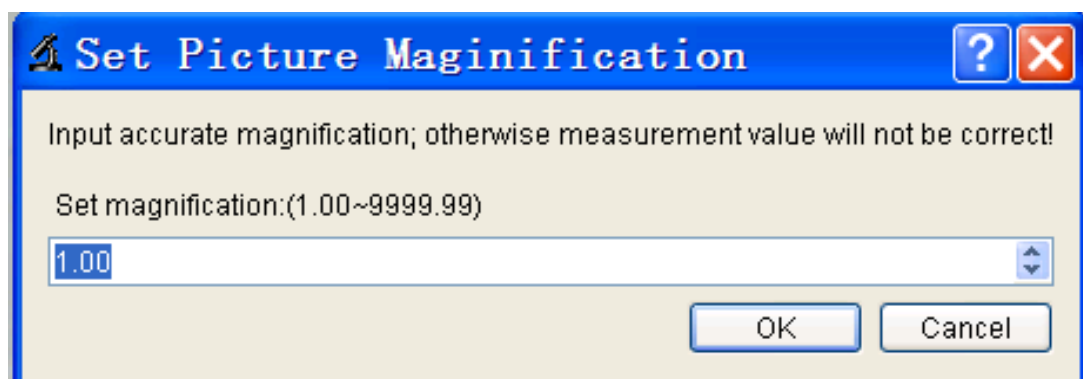 Set Picture Maginification
Input accurate magnification; otherwise measurement value will not be correct!
Set magnification:(1.00~9999.99)
1.00
OK Cancel